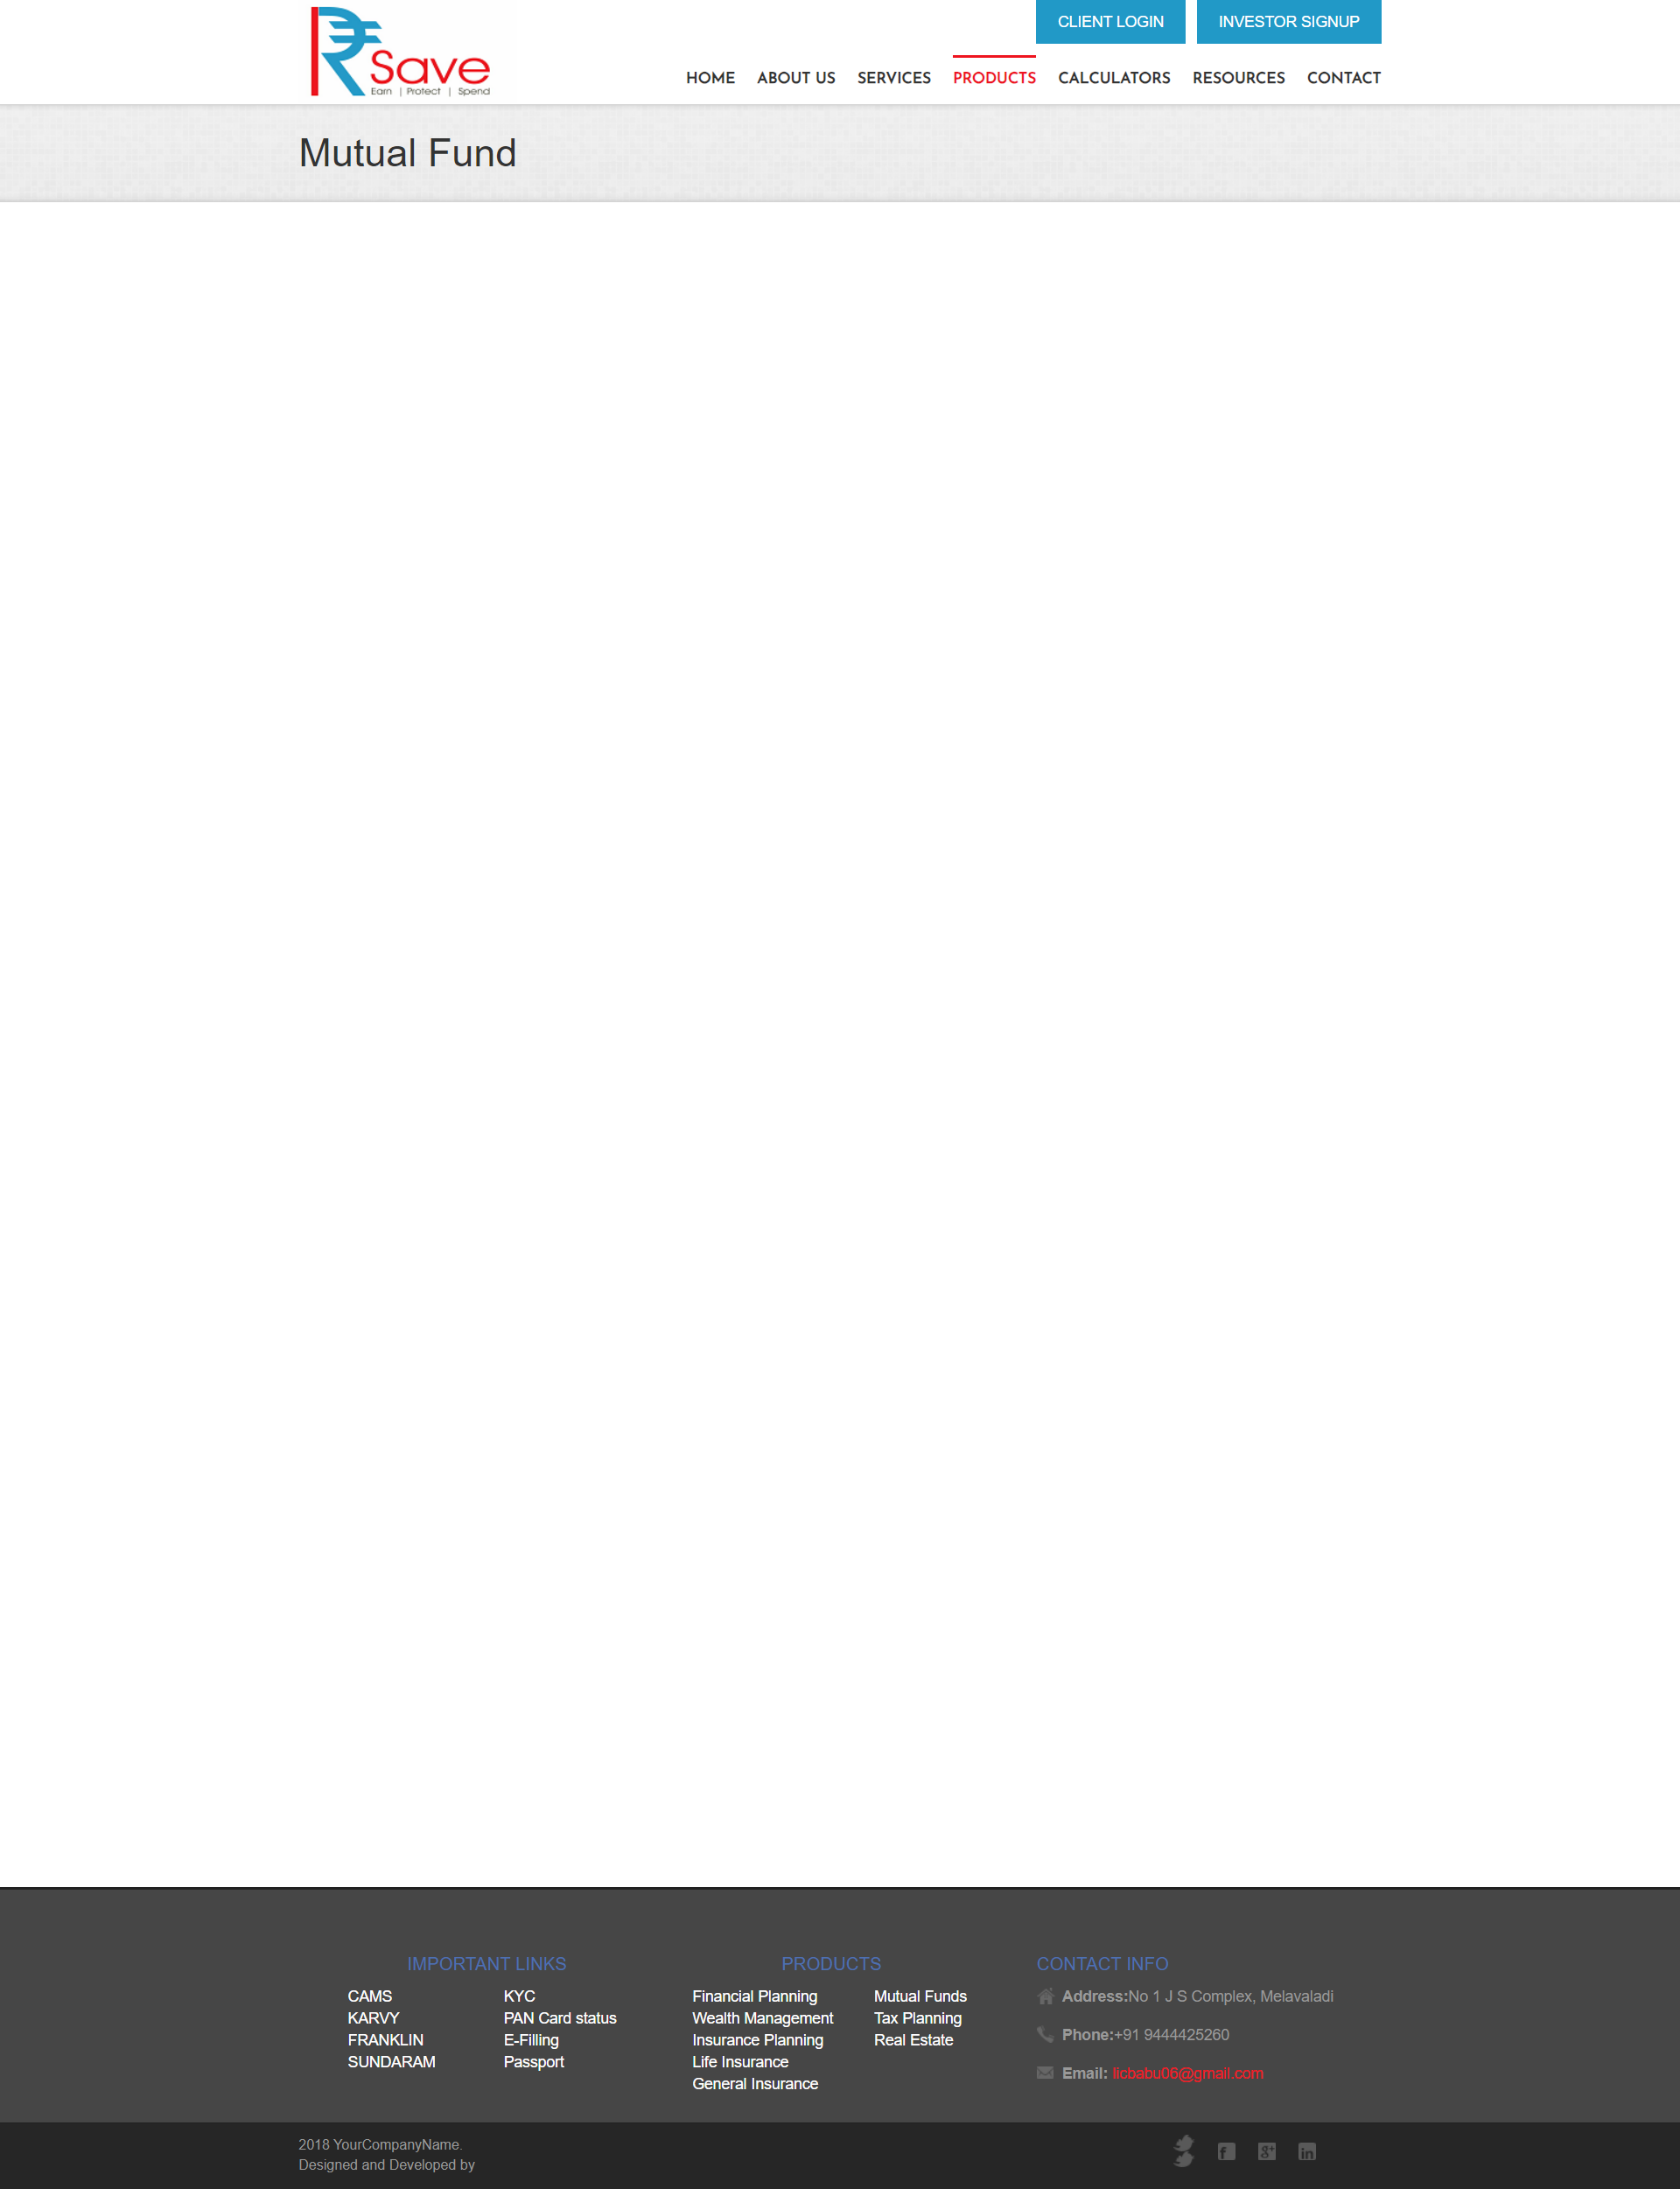 CLIENT LOGIN INVESTOR SIGNUP
Save
Earn | Protect | Spend
HOME ABOUT US SERVICES PRODUCTS CALCULATORS RESOURCES CONTACT
Mutual Fund
IMPORTANT LINKS
CAMS KYC
KARVY PAN Card status
FRANKLIN E-Filling
SUNDARAM Passport
PRODUCTS
Financial Planning Mutual Funds
Wealth Management Tax Planning
Insurance Planning Real Estate
Life Insurance
General Insurance
CONTACT INFO
Address:No 1 J S Complex, Melavaladi
Phone:+91 9444425260
Email: licbabu06@gmail.com
2018 YourCompanyName.
Designed and Developed by